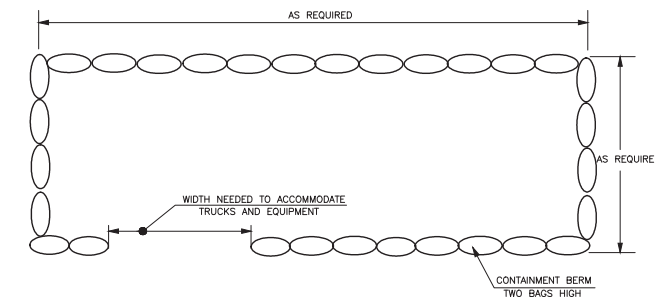 AS REQUIRED
AS REQUIRE
WIDTH NEEDED TO ACCOMMODATE
TRUCKS AND EQUIPMENT
CONTAINMENT BERM
TWO BAGS HIGH